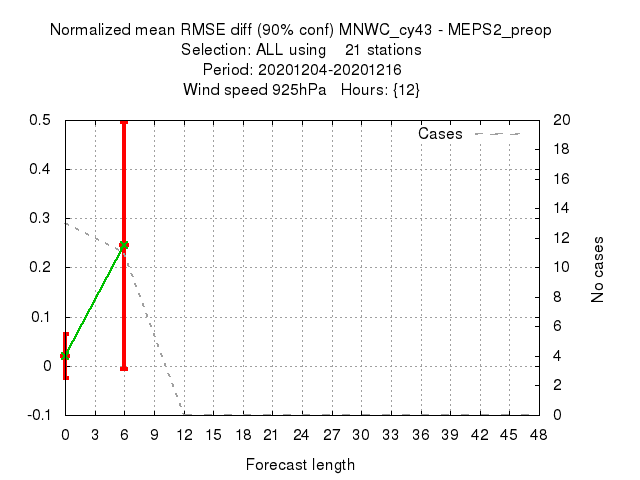 Normalized mean RMSE diff (90% conf) MNWC_cy43 - MEPS2_preop
Selection: ALL using 21 stations
Period: 20201204-20201216
Wind speed 925hPa Hours: {12}
Cases
0.5
0.4
0.3
0.2
0.1
0
-0.1
20
18
16
14
12
10
8
6
4
2
0
No cases
0 3 6 9 12 15 18 21 24 27 30 33 36 39 42 45 48
Forecast length